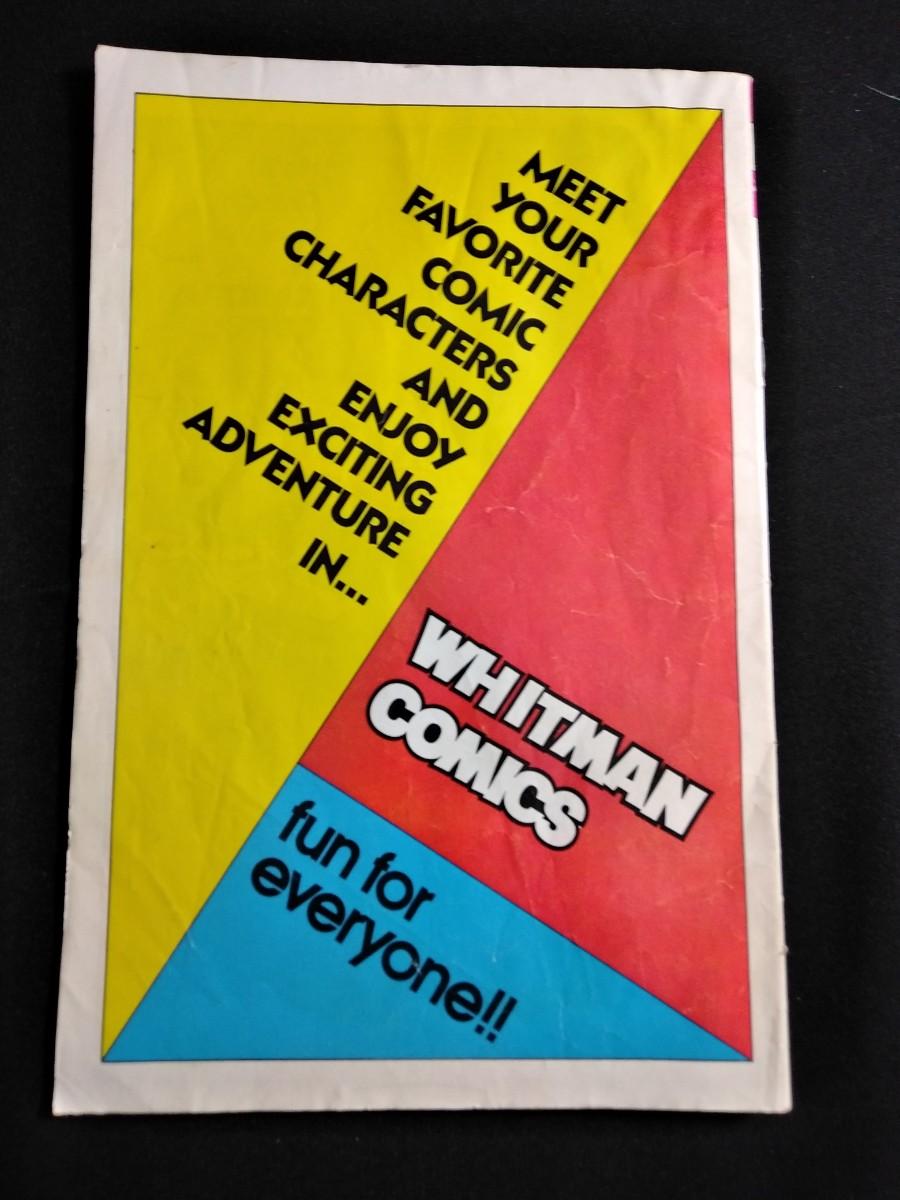 MEET
YOUR
FAVORITE
COMIC
CHARACTERS
AND
ENJOY
EXCITING
ADVENTURE
IN...
WHITMAN
COMICS
fun for
everyone!!